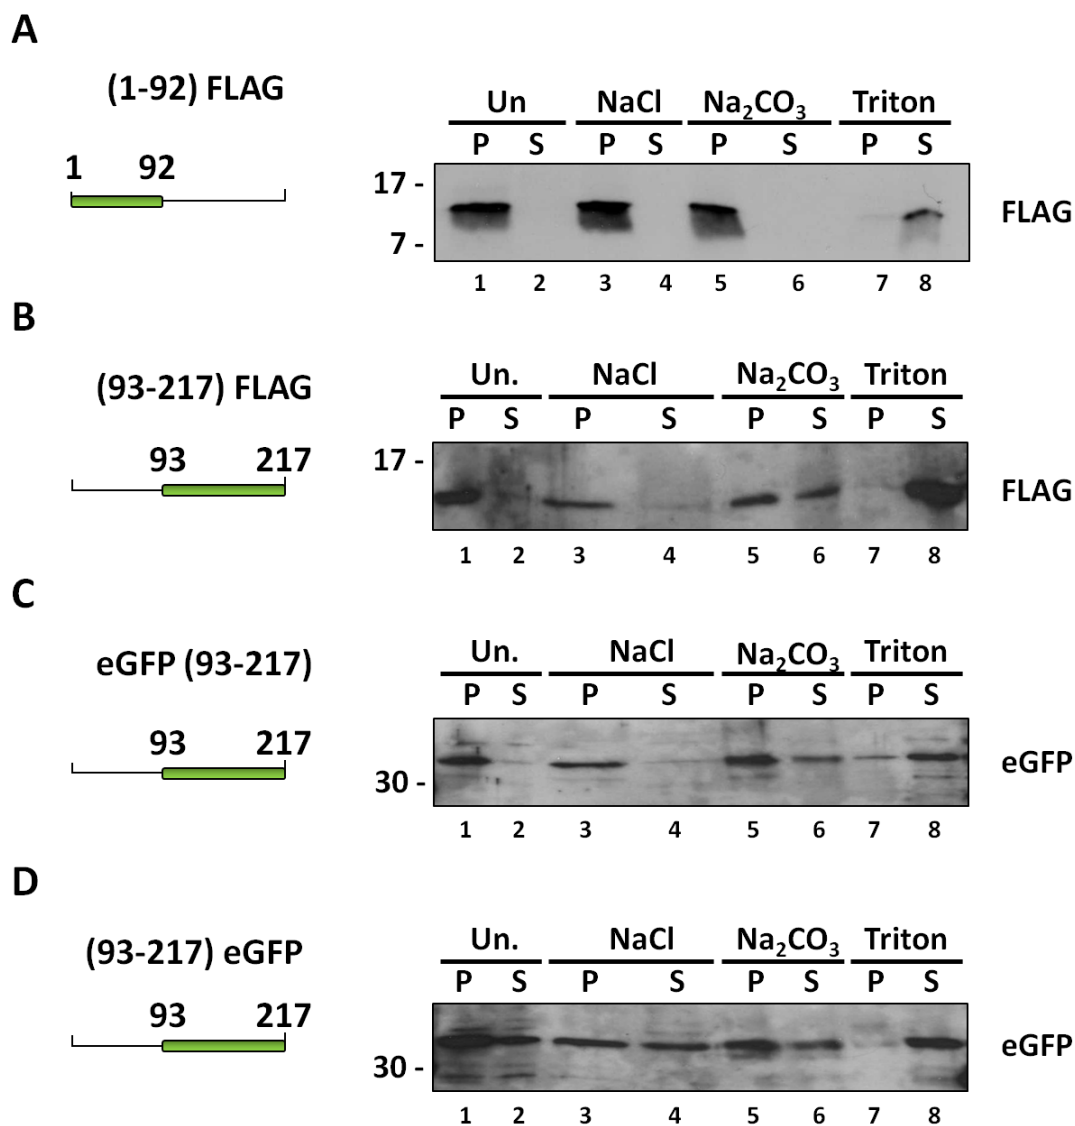 A
(1-92) FLAG
1 92
Un NaCl Na₂CO₃ Triton
P S P S P S P S
17 -
7 -
FLAG
1 2 3 4 5 6 7 8
B
(93-217) FLAG
93 217
Un. NaCl Na₂CO₃ Triton
P S P S P S P S
17 -
FLAG
1 2 3 4 5 6 7 8
C
eGFP (93-217)
93 217
Un. NaCl Na₂CO₃ Triton
P S P S P S P S
30 -
eGFP
1 2 3 4 5 6 7 8
D
(93-217) eGFP
93 217
Un. NaCl Na₂CO₃ Triton
P S P S P S P S
30 -
eGFP
1 2 3 4 5 6 7 8